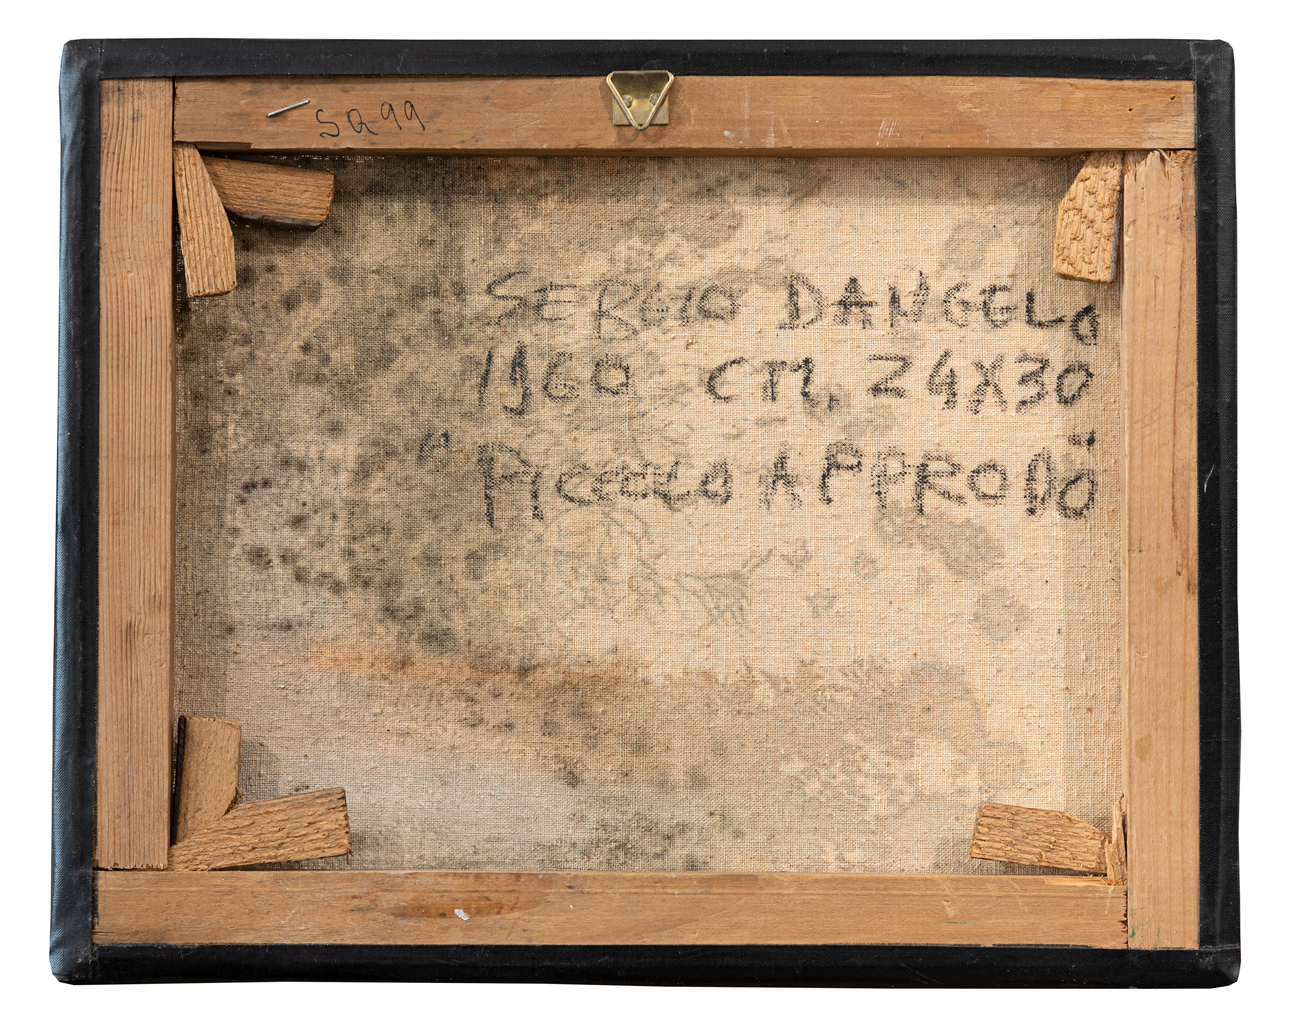 SQ99
SERGIO DANGELO
1960 CM. 24X30
"PICCOLO APPRODO"